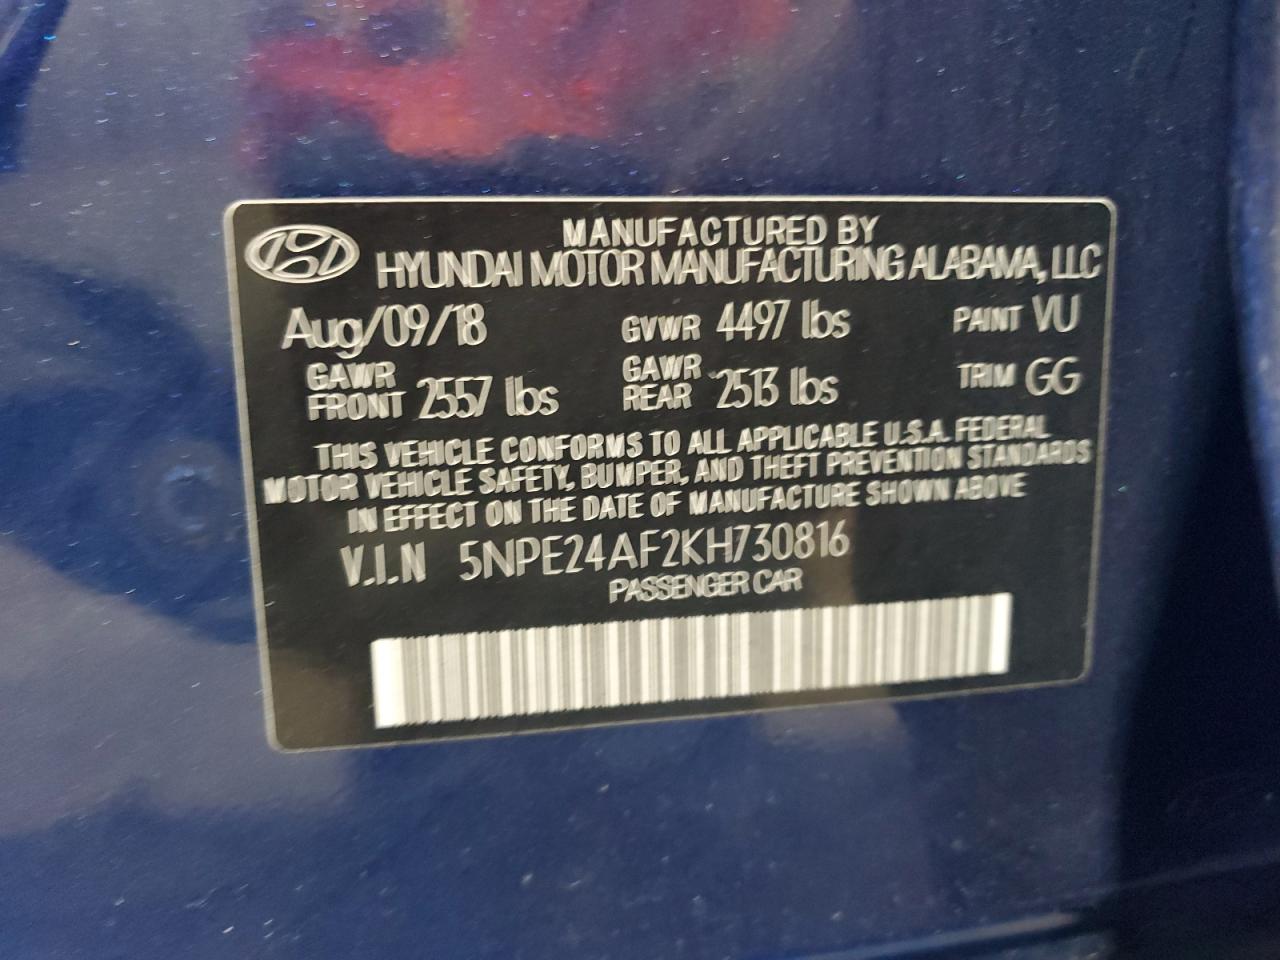 MANUFACTURED BY
HYUNDAI MOTOR MANUFACTURING ALABAMA, LLC
Aug/09/18 GVWR 4497 lbs PAINT VU
GAWR FRONT 2557 lbs GAWR REAR 2513 lbs TRIM GG
THIS VEHICLE CONFORMS TO ALL APPLICABLE U.S.A. FEDERAL
MOTOR VEHICLE SAFETY, BUMPER, AND THEFT PREVENTION STANDARDS
IN EFFECT ON THE DATE OF MANUFACTURE SHOWN ABOVE
V.I.N 5NPE24AF2KH730816
PASSENGER CAR